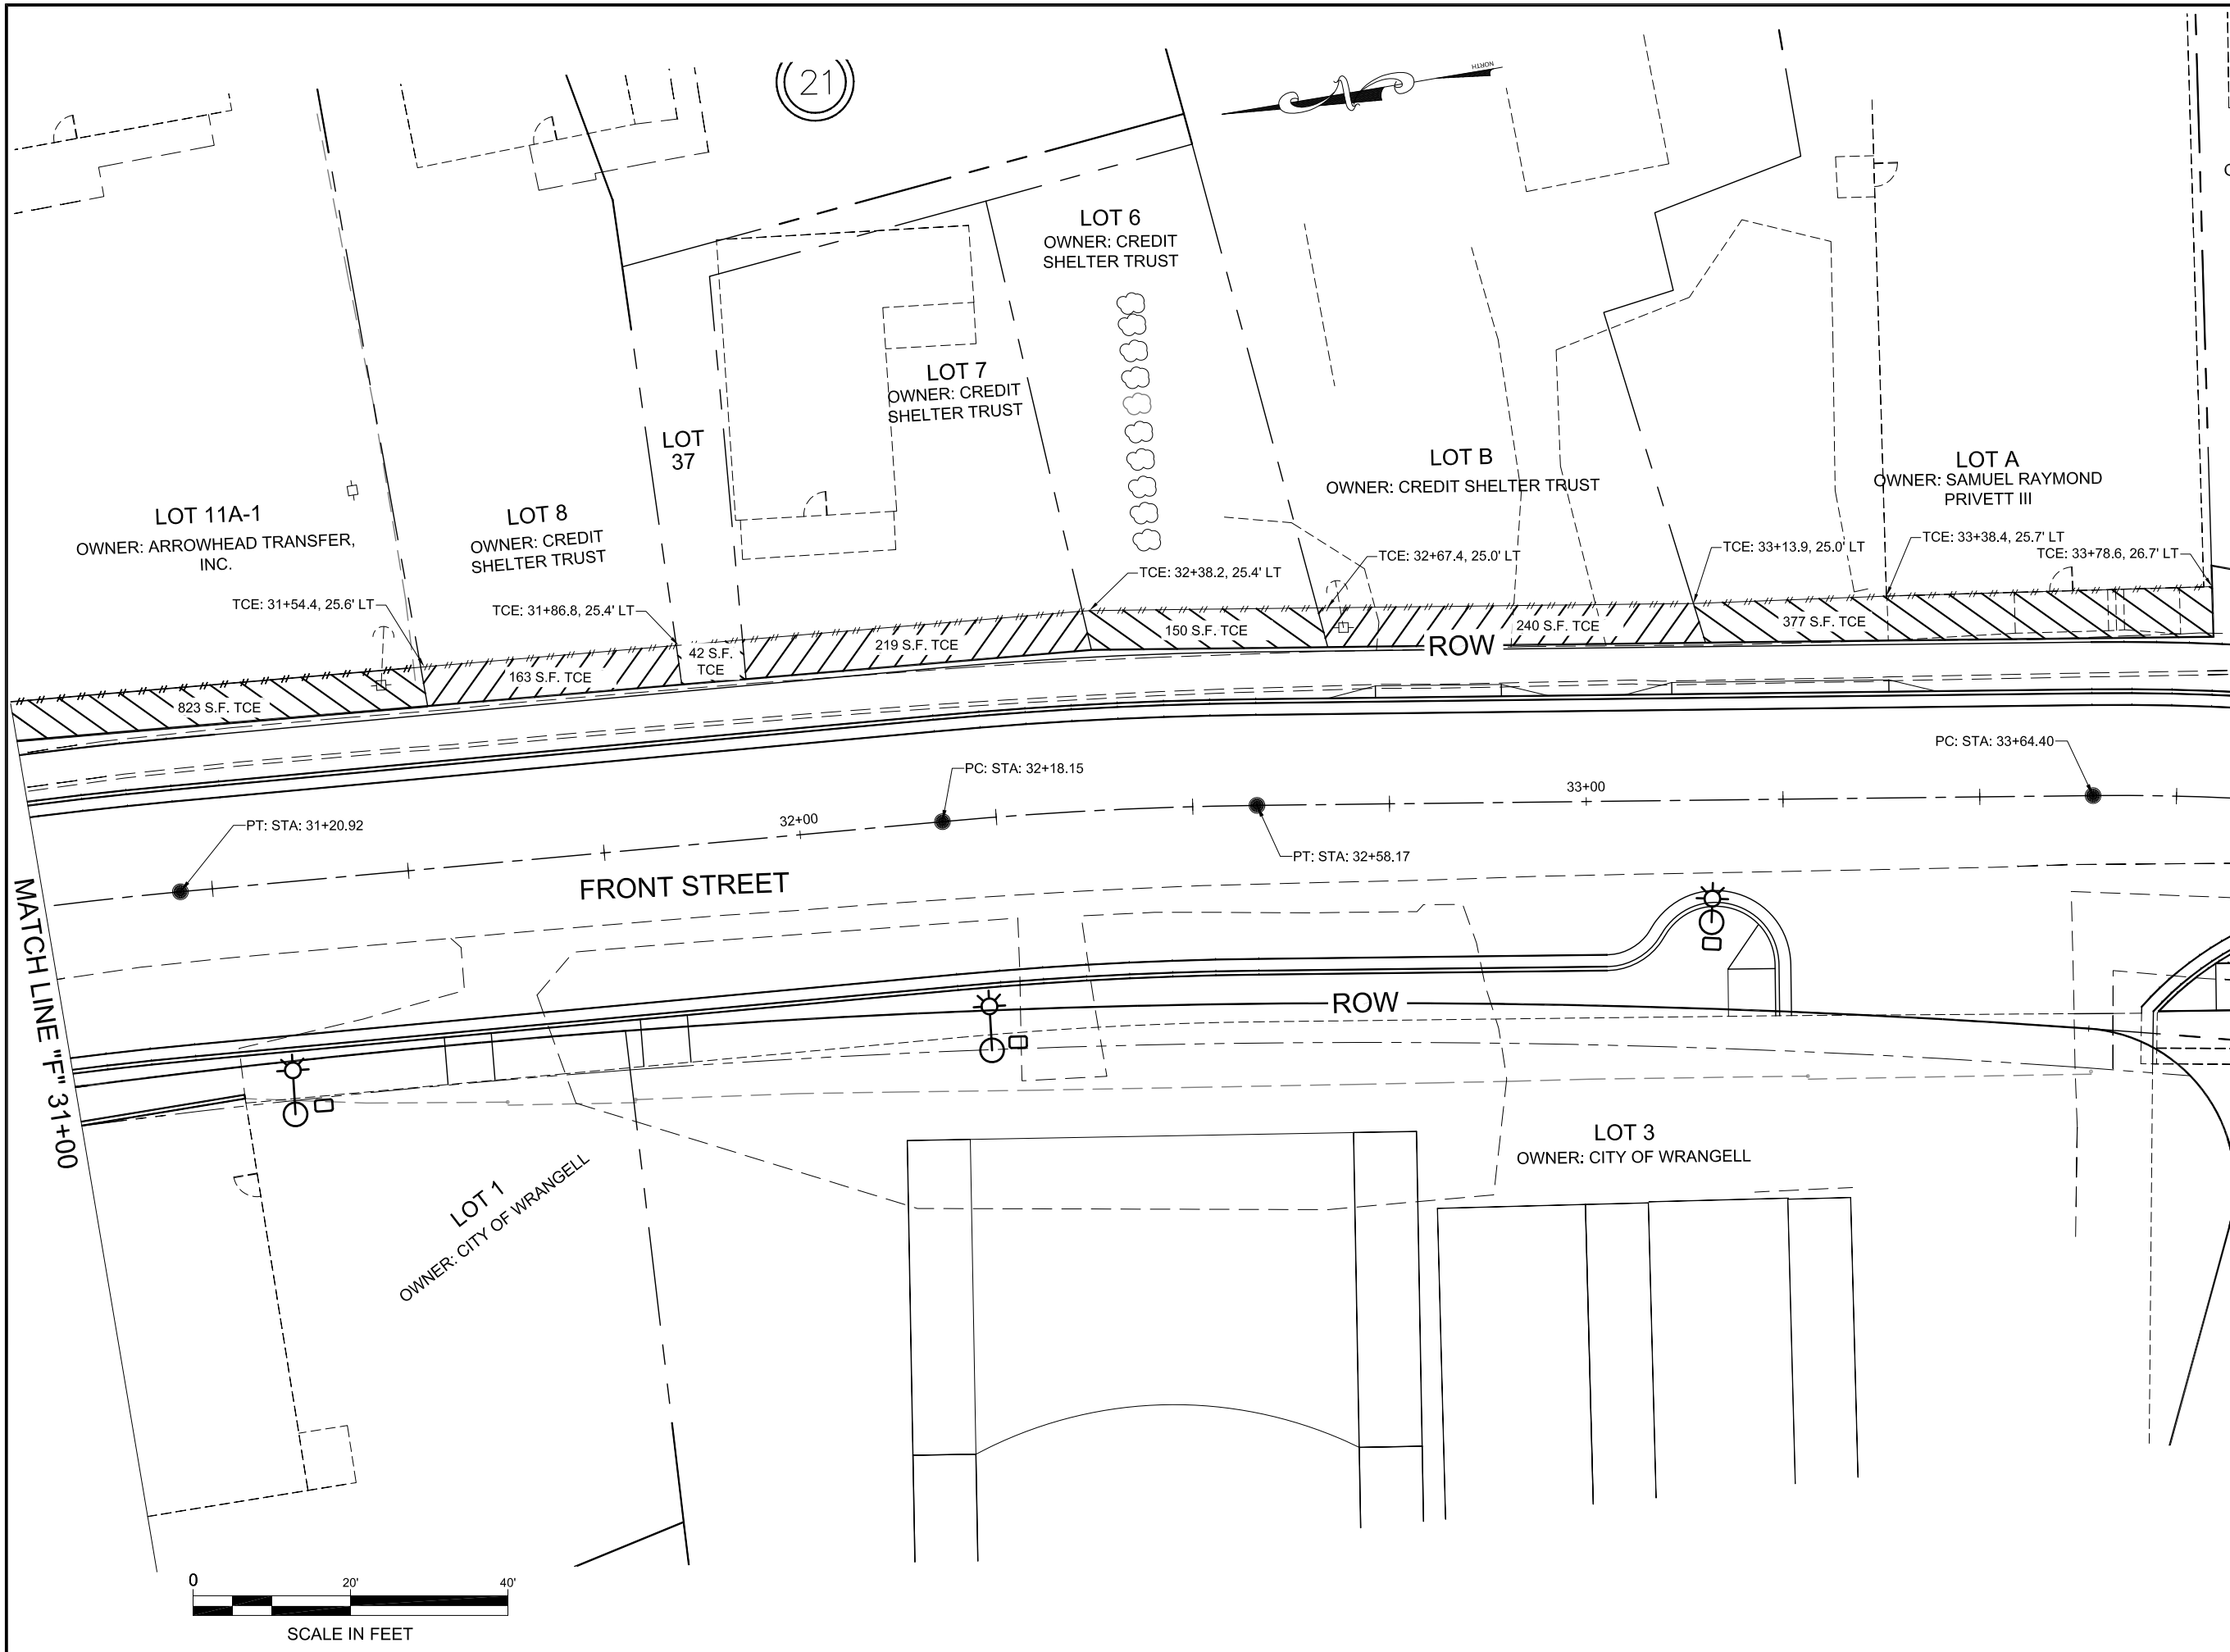 21
NORTH
LOT 6
OWNER: CREDIT
SHELTER TRUST
LOT 7
OWNER: CREDIT
SHELTER TRUST
LOT
37
LOT B
OWNER: CREDIT SHELTER TRUST
LOT A
OWNER: SAMUEL RAYMOND
PRIVETT III
LOT 11A-1
OWNER: ARROWHEAD TRANSFER,
INC.
LOT 8
OWNER: CREDIT
SHELTER TRUST
TCE: 31+54.4, 25.6' LT
TCE: 31+86.8, 25.4' LT
TCE: 32+38.2, 25.4' LT
TCE: 32+67.4, 25.0' LT
TCE: 33+13.9, 25.0' LT
TCE: 33+38.4, 25.7' LT
TCE: 33+78.6, 26.7' LT
823 S.F. TCE
163 S.F. TCE
42 S.F.
TCE
219 S.F. TCE
150 S.F. TCE
240 S.F. TCE
377 S.F. TCE
ROW
PC: STA: 33+64.40
PC: STA: 32+18.15
33+00
32+00
PT: STA: 31+20.92
PT: STA: 32+58.17
FRONT STREET
MATCH LINE "F" 31+00
ROW
LOT 3
OWNER: CITY OF WRANGELL
LOT 1
OWNER: CITY OF WRANGELL
0 20' 40'
SCALE IN FEET